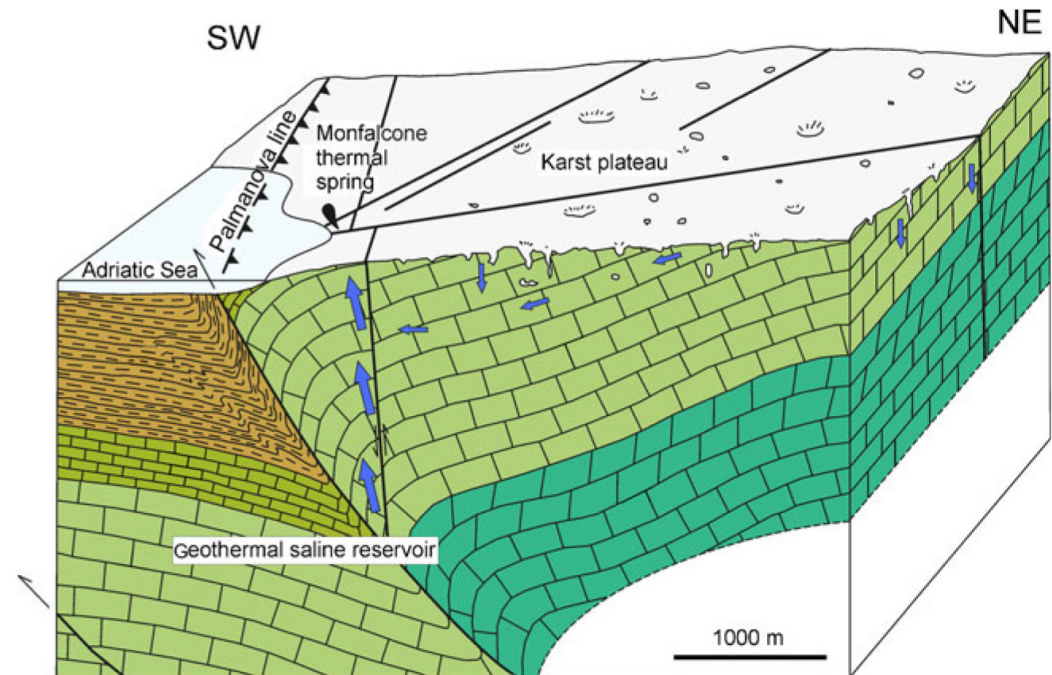 SW
NE
Palmanova line
Monfalcone
thermal
spring
Karst plateau
Adriatic Sea
Geothermal saline reservoir
1000 m